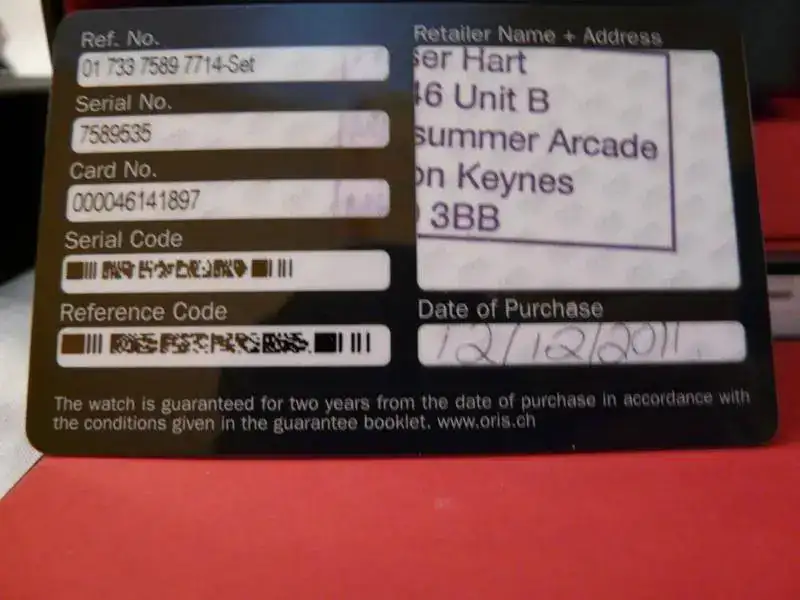 Ref. No.
01 733 7589 7714-Set
Serial No.
7589535
Card No.
000046141897
Serial Code
Reference Code
Retailer Name + Address
ser Hart
46 Unit B
summer Arcade
on Keynes
3BB
Date of Purchase
12/12/2011
The watch is guaranteed for two years from the date of purchase in accordance with
the conditions given in the guarantee booklet. www.oris.ch